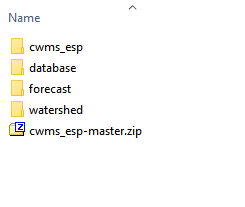 Name
cwms_esp
database
forecast
watershed
cwms_esp-master.zip